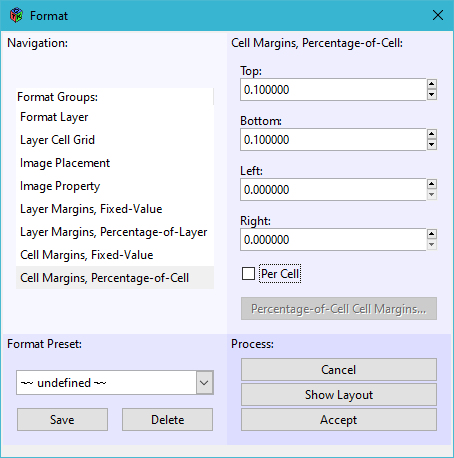 Format
Navigation:
Format Groups:
Format Layer
Layer Cell Grid
Image Placement
Image Property
Layer Margins, Fixed-Value
Layer Margins, Percentage-of-Layer
Cell Margins, Fixed-Value
Cell Margins, Percentage-of-Cell
Cell Margins, Percentage-of-Cell:
Top:
0.100000
Bottom:
0.100000
Left:
0.000000
Right:
0.000000
Per Cell
Percentage-of-Cell Cell Margins...
Format Preset:
~~ undefined ~~
Save Delete
Process:
Cancel
Show Layout
Accept